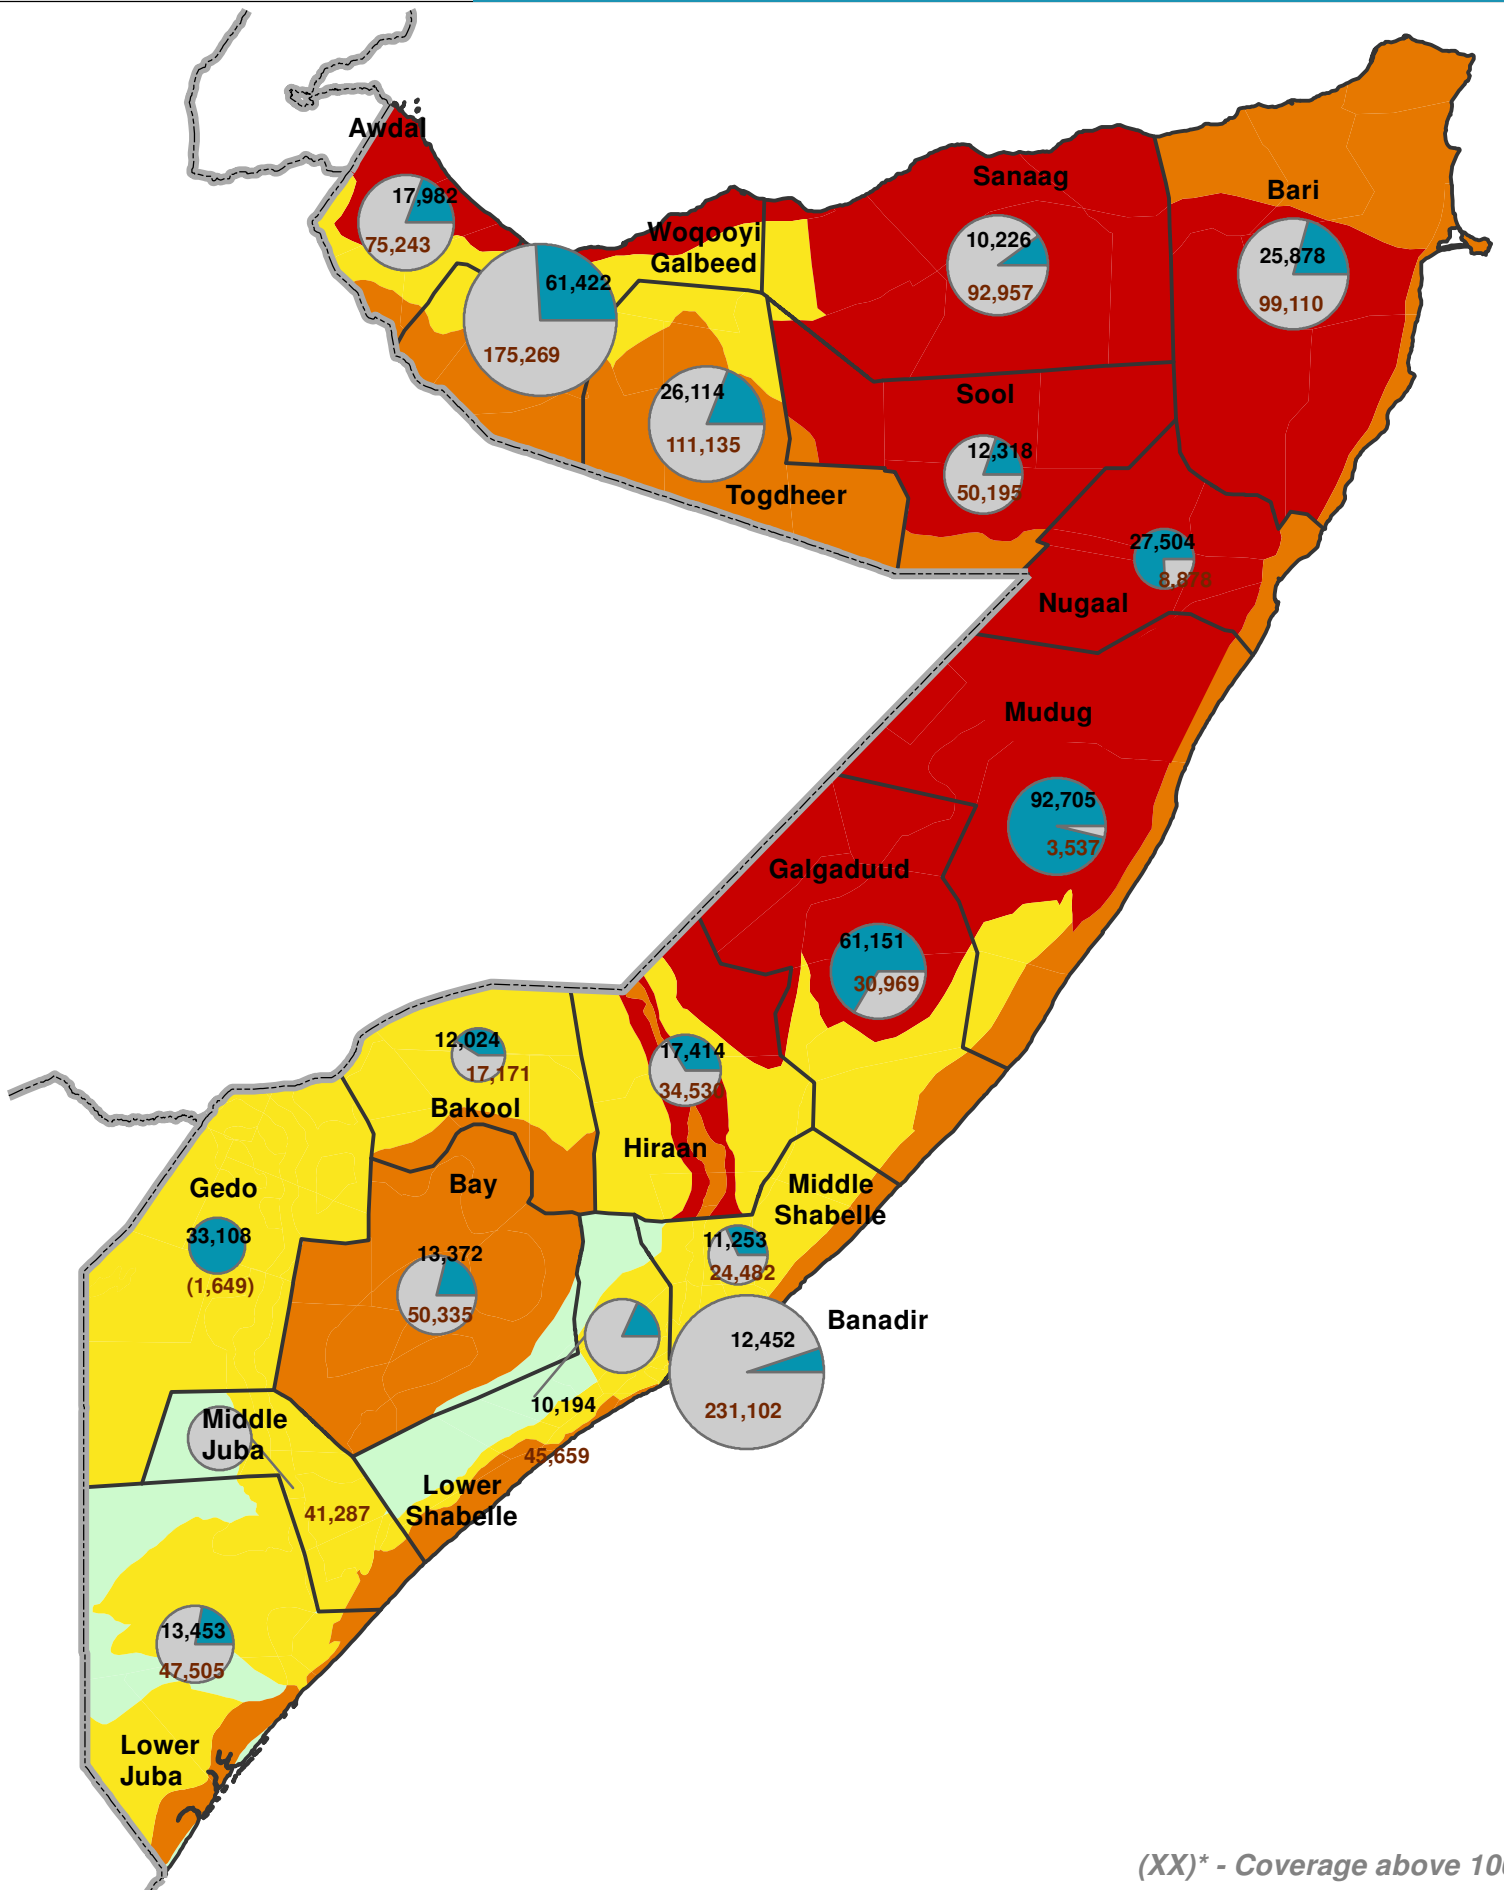 Awdal
17,982
75,243
Woqooyi
Galbeed
61,422
175,269
Sanaag
10,226
92,957
Bari
25,878
99,110
26,114
111,135
Togdheer
Sool
12,318
50,195
27,504
8,878
Nugaal
Mudug
92,705
3,537
Galgaduud
61,151
30,969
12,024
17,171
Bakool
17,414
34,530
Hiraan
Gedo
33,108
(1,649)
Bay
13,372
50,335
Middle
Shabelle
11,253
24,482
Banadir
12,452
231,102
10,194
45,659
Middle
Juba
41,287
Lower
Shabelle
13,453
47,505
Lower
Juba
(XX)* - Coverage above